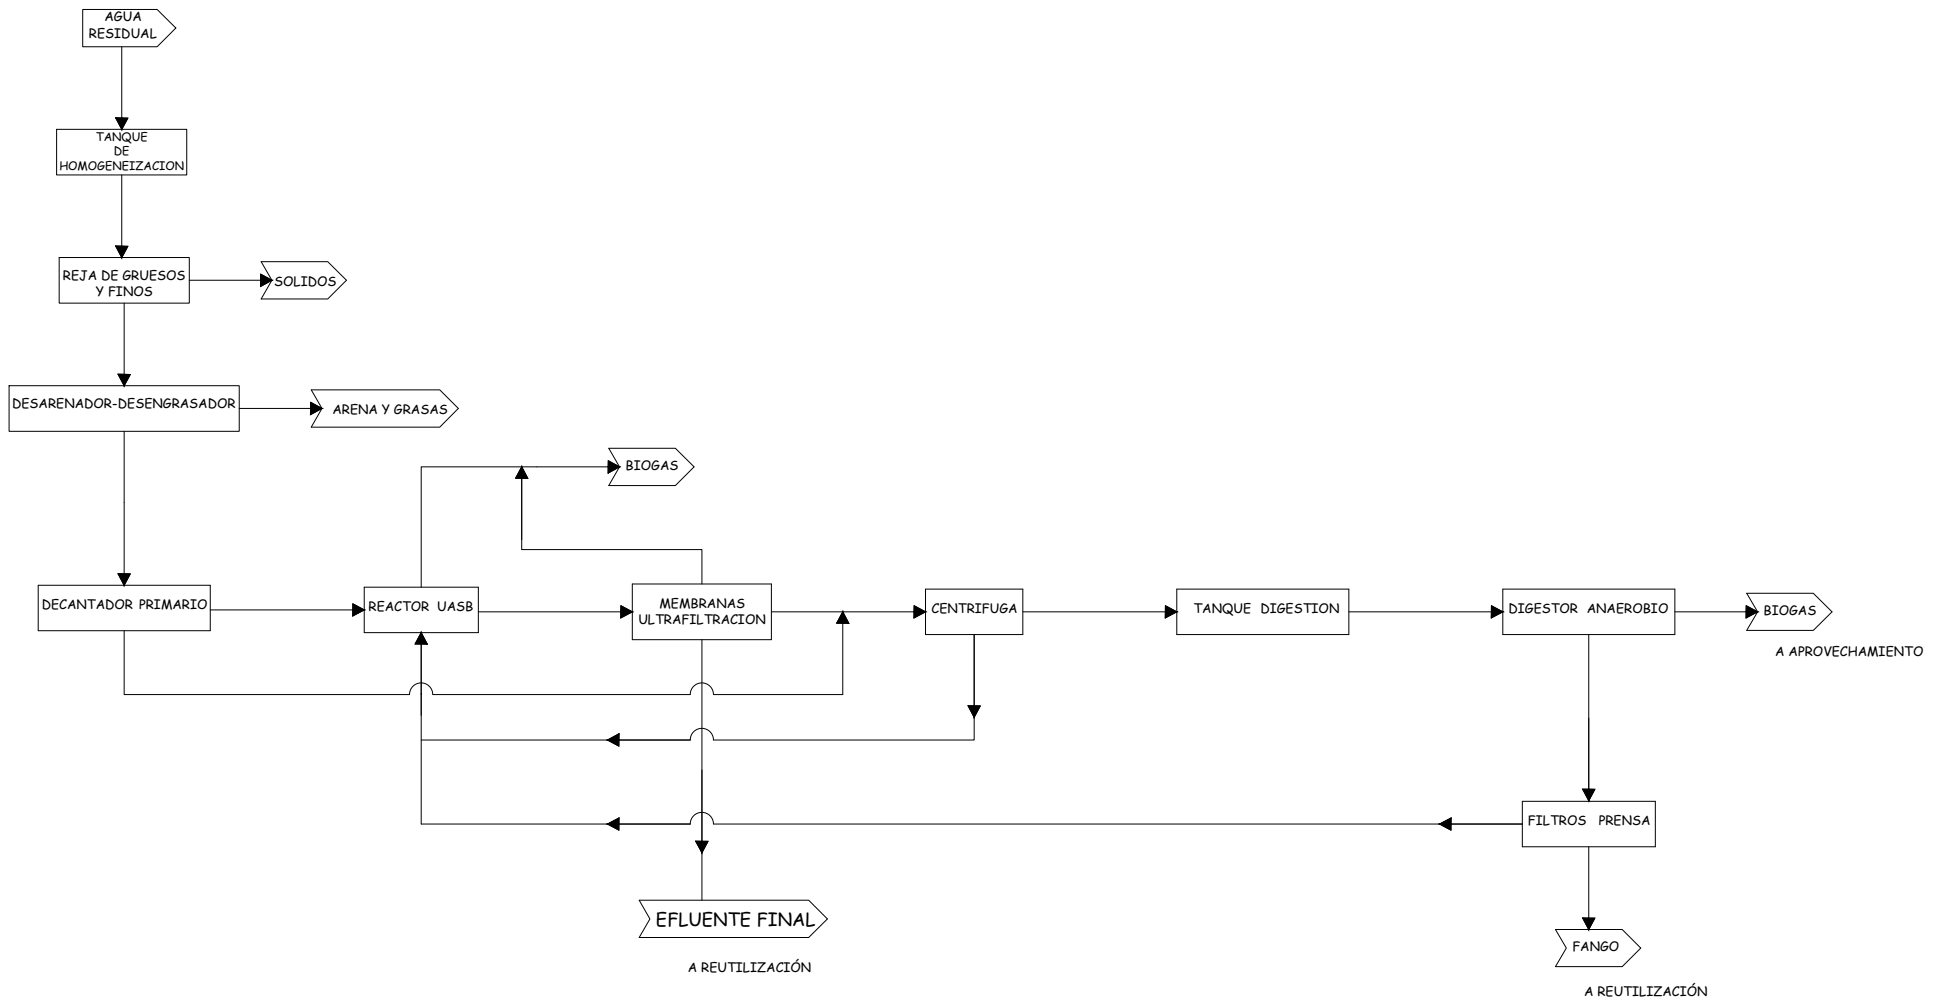 AGUA
RESIDUAL
TANQUE
DE
HOMOGENEIZACION
REJA DE GRUESOS
Y FINOS
SOLIDOS
DESARENADOR-DESENGRASADOR
ARENA Y GRASAS
BIOGAS
DECANTADOR PRIMARIO
REACTOR UASB
MEMBRANAS
ULTRAFILTRACION
CENTRIFUGA
TANQUE DIGESTION
DIGESTOR ANAEROBIO
BIOGAS
A APROVECHAMIENTO
FILTROS PRENSA
EFLUENTE FINAL
A REUTILIZACIÓN
FANGO
A REUTILIZACIÓN